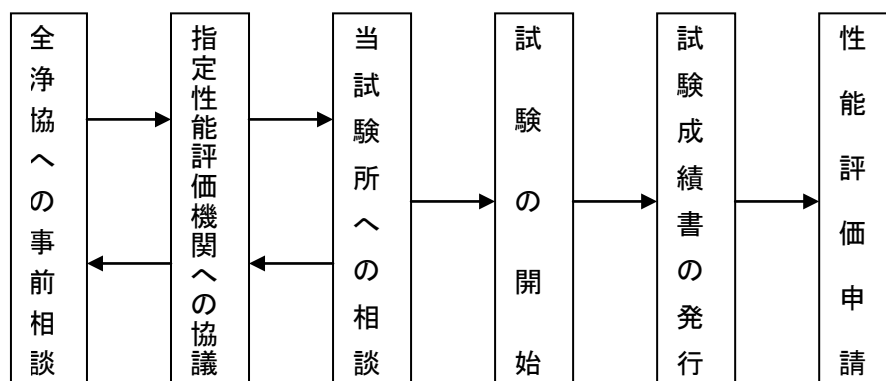 全浄協への事前相談
指定性能評価機関への協議
当試験所への相談
試験の開始
試験成績書の発行
性能評価申請